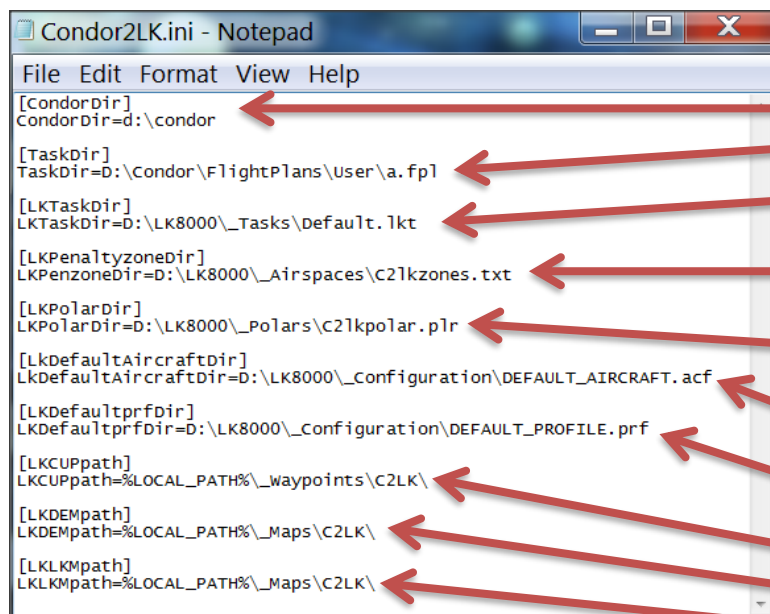 Condor2LK.ini - Notepad
File Edit Format View Help
[CondorDir]
CondorDir=d:\condor
[TaskDir]
TaskDir=D:\Condor\FlightPlans\User\a.fpl
[LKTaskDir]
LKTaskDir=D:\LK8000\_Tasks\Default.lkt
[LKPenaltyzoneDir]
LKPenzoneDir=D:\LK8000\_Airspaces\C2lkzones.txt
[LKPolarDir]
LKPolarDir=D:\LK8000\_Polars\C2lkpolar.plr
[LkDefaultAircraftDir]
LkDefaultAircraftDir=D:\LK8000\_Configuration\DEFAULT_AIRCRAFT.acf
[LKDefaultprfDir]
LKDefaultprfDir=D:\LK8000\_Configuration\DEFAULT_PROFILE.prf
[LKCUPpath]
LKCUPpath=%LOCAL_PATH%\_Waypoints\C2LK\
[LKDEMpath]
LKDEMpath=%LOCAL_PATH%\_Maps\C2LK\
[LKLKMpath]
LKLKMpath=%LOCAL_PATH%\_Maps\C2LK\